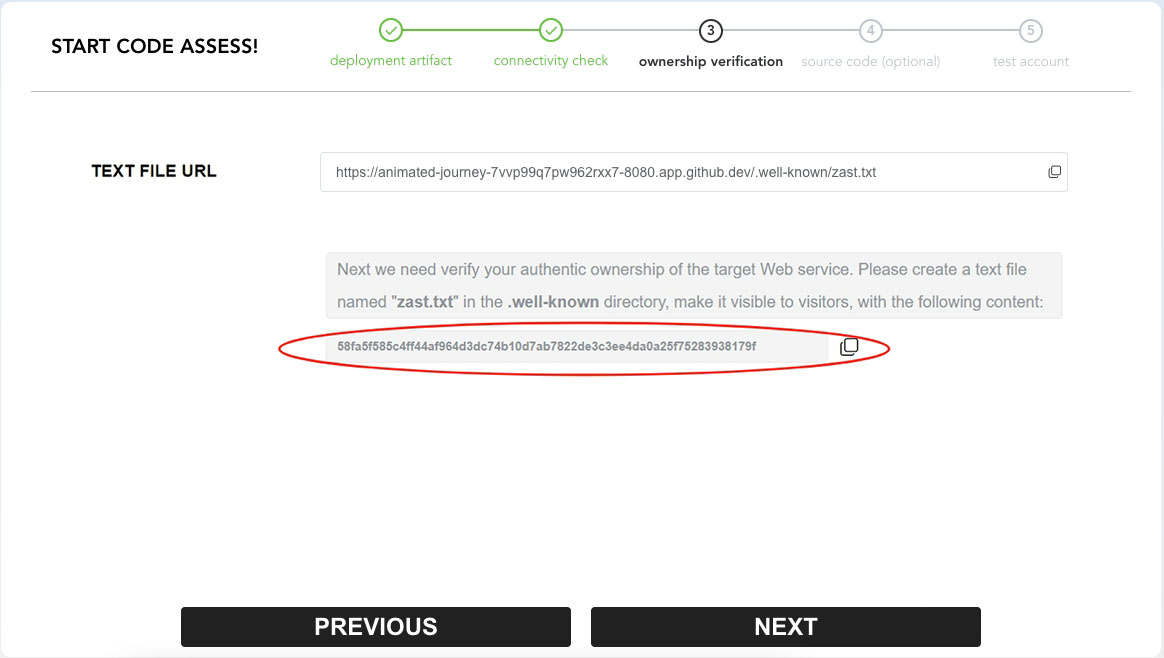 START CODE ASSESS!
3
4
5
deployment artifact
connectivity check
ownership verification
source code (optional)
test account
TEXT FILE URL
https://animated-journey-7vvp99q7pw962rxx7-8080.app.github.dev/.well-known/zast.txt
Next we need verify your authentic ownership of the target Web service. Please create a text file
named "zast.txt" in the .well-known directory, make it visible to visitors, with the following content:
58fa5f585c4ff44af964d3dc74b10d7ab7822de3c3ee4da0a25f75283938179f
PREVIOUS
NEXT